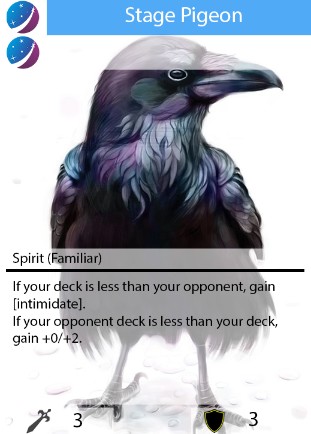 Stage Pigeon
Spirit (Familiar)
If your deck is less than your opponent, gain
[intimidate].
If your opponent deck is less than your deck,
gain +0/+2.
3 3